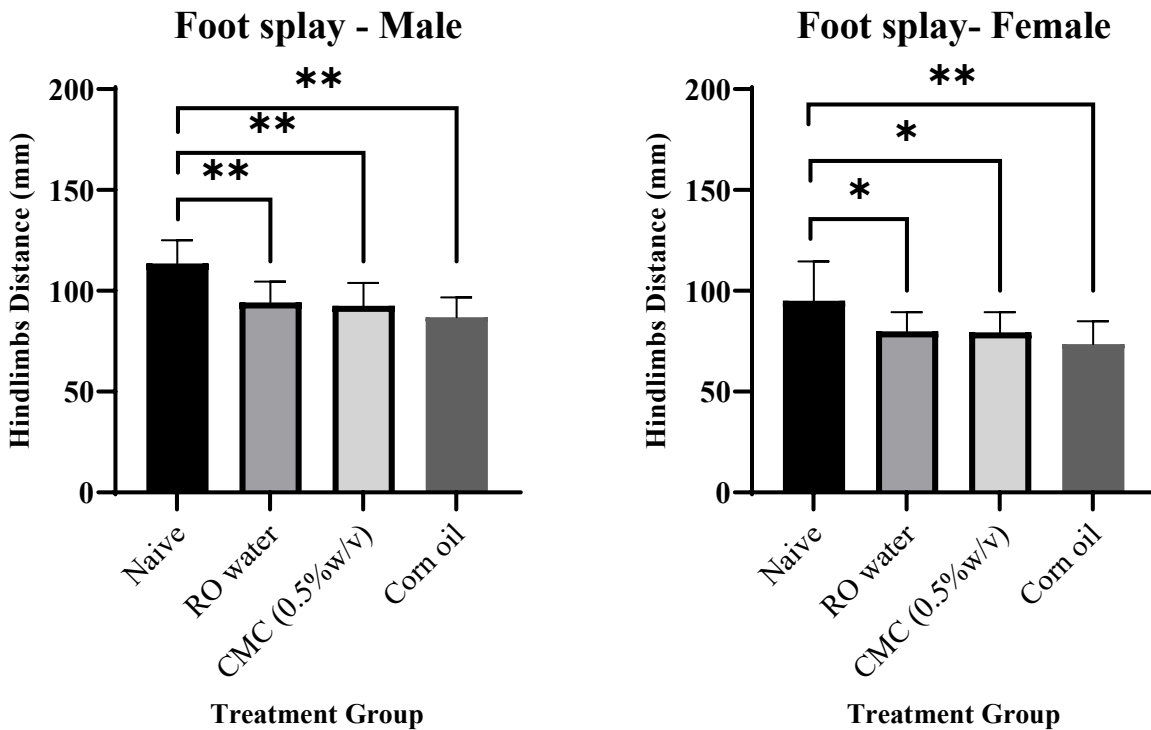 Foot splay - Male
**
**
**
Hindlimbs Distance (mm)
200
150
100
50
0
Naive
RO water
CMC (0.5%w/v)
Corn oil
Treatment Group
Foot splay- Female
**
*
*
Hindlimbs Distance (mm)
200
150
100
50
0
Naive
RO water
CMC (0.5%w/v)
Corn oil
Treatment Group